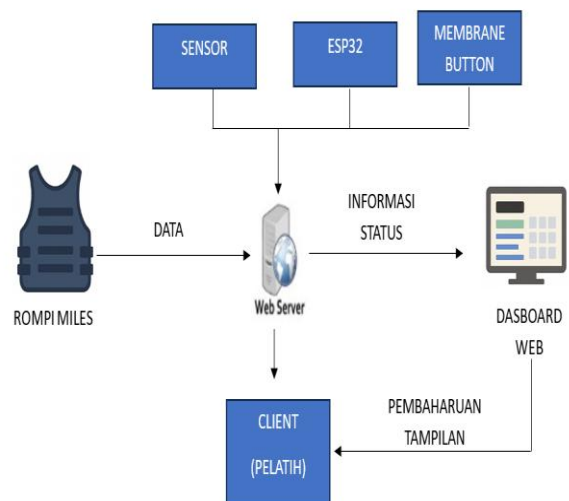 SENSOR
ESP32
MEMBRANE
BUTTON
DATA
INFORMASI
STATUS
ROMPI MILES
Web Server
DASBOARD
WEB
CLIENT
(PELATIH)
PEMBAHARUAN
TAMPILAN